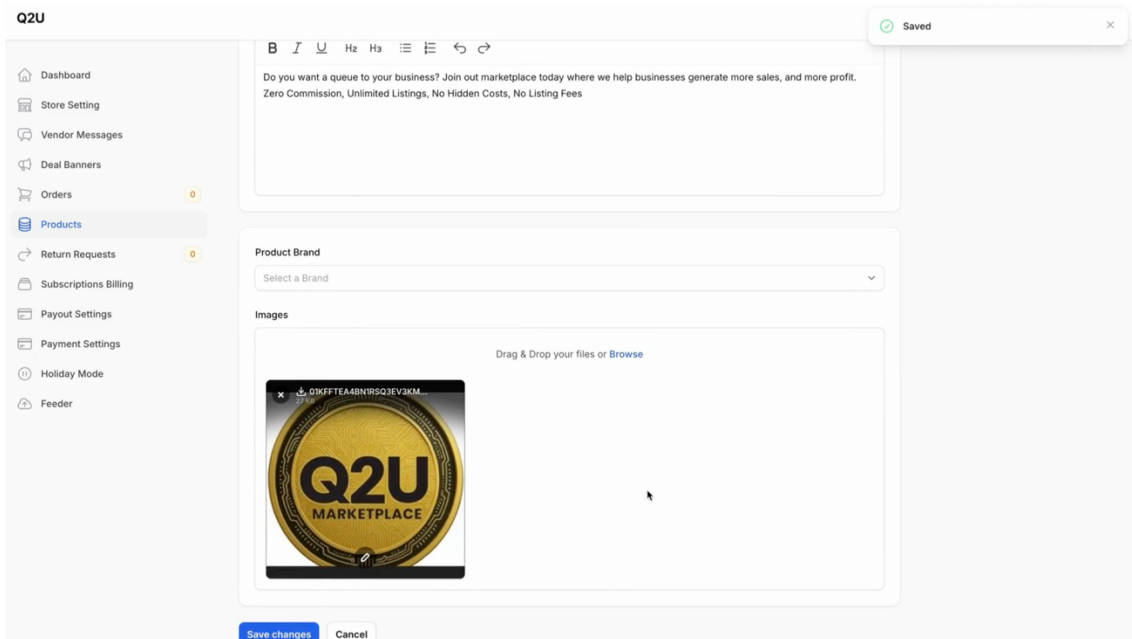 Q2U
Saved
Dashboard
Store Setting
Vendor Messages
Deal Banners
Orders
0
Products
Return Requests
0
Subscriptions Billing
Payout Settings
Payment Settings
Holiday Mode
Feeder
B I U H2 H3
Do you want a queue to your business? Join out marketplace today where we help businesses generate more sales, and more profit.
Zero Commission, Unlimited Listings, No Hidden Costs, No Listing Fees
Product Brand
Select a Brand
Images
Drag & Drop your files or Browse
01KFFTEA4BN1RSQ3EV3KM...
27 KB
Q2U
MARKETPLACE
Save changes
Cancel